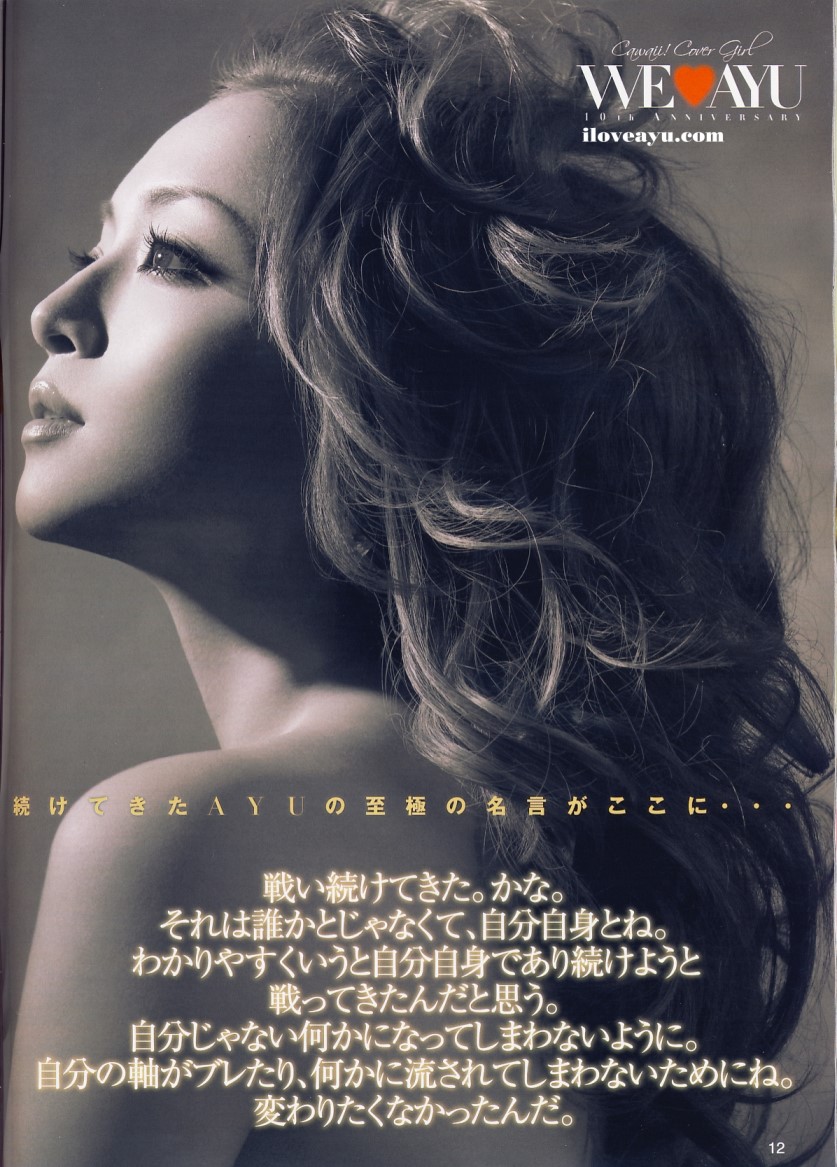 Cawaii! Cover Girl
WE♥AYU
10th ANNIVERSARY
iloveayu.com
続けてきたAYUの至極の名言がここに・・・
戦い続けてきた。かな。
それは誰かとじゃなくて、自分自身とね。
わかりやすくいうと自分自身であり続けようと
戦ってきたんだと思う。
自分じゃない何かになってしまわないように。
自分の軸がブレたり、何かに流されてしまわないためにね。
変わりたくなかったんだ。
12